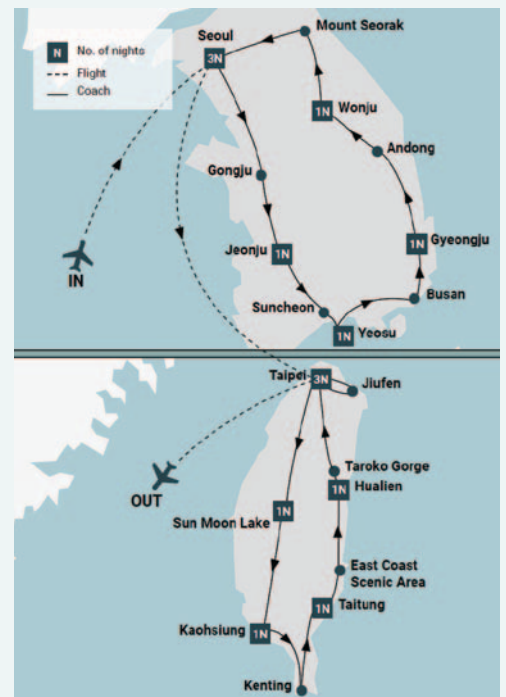 N No. of nights
Flight
Coach
Seoul
3N
Mount Seorak
Wonju
1N
Andong
Gongju
Jeonju
1N
Gyeongju
1N
IN
Suncheon
Busan
1N
Yeosu
Taipei
3N
Jiufen
OUT
Taroko Gorge
1N
Hualien
Sun Moon Lake
1N
East Coast
Scenic Area
1N
Taitung
Kaohsiung
1N
Kenting